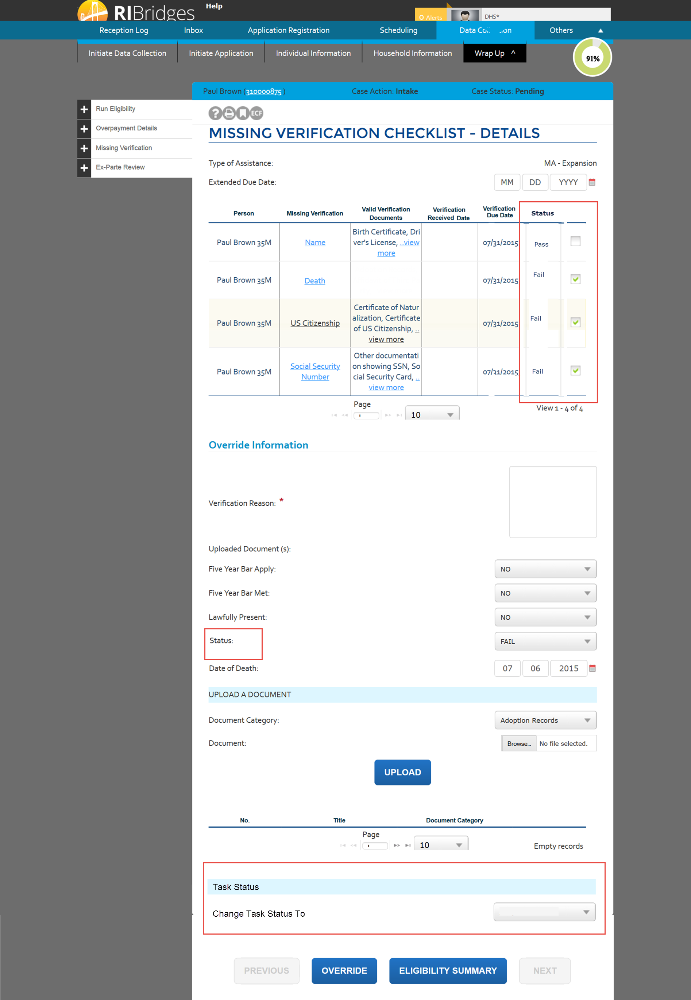 RIBridges
Help
0 Alerts
DHS*
Reception Log
Inbox
Application Registration
Scheduling
Others
Initiate Data Collection
Initiate Application
Individual Information
Household Information
Wrap Up ^
91%
Paul Brown (310000875 )
Case Action: Intake
Case Status: Pending
Run Eligibility
Overpayment Details
Missing Verification
Ex-Parte Review
ECF
MISSING VERIFICATION CHECKLIST - DETAILS
Type of Assistance:
MA - Expansion
Extended Due Date:
MM DD YYYY
Person
Missing Verification
Valid Verification
Documents
Verification
Received Date
Verification
Due Date
Status
Paul Brown 35M
Name
Birth Certificate, Dri
ver's License, ..view
more
07/31/2015
Pass
Paul Brown 35M
Death
07/31/2015
Fail
Paul Brown 35M
US Citizenship
Certificate of Natur
alization, Certificate
of US Citizenship, ..
view more
07/31/2015
Fail
Paul Brown 35M
Social Security
Number
Other documentati
on showing SSN, So
cial Security Card, ..
view more
07/31/2015
Fail
Page
10
View 1 - 4 of 4
Override Information
Verification Reason: *
Uploaded Document (s):
Five Year Bar Apply:
NO
Five Year Bar Met:
NO
Lawfully Present:
NO
Status:
FAIL
Date of Death:
07 06 2015
UPLOAD A DOCUMENT
Document Category:
Adoption Records
Document:
Browse... No file selected.
UPLOAD
No.
Title
Document Category
Page
10
Empty records
Task Status
Change Task Status To
PREVIOUS
OVERRIDE
ELIGIBILITY SUMMARY
NEXT